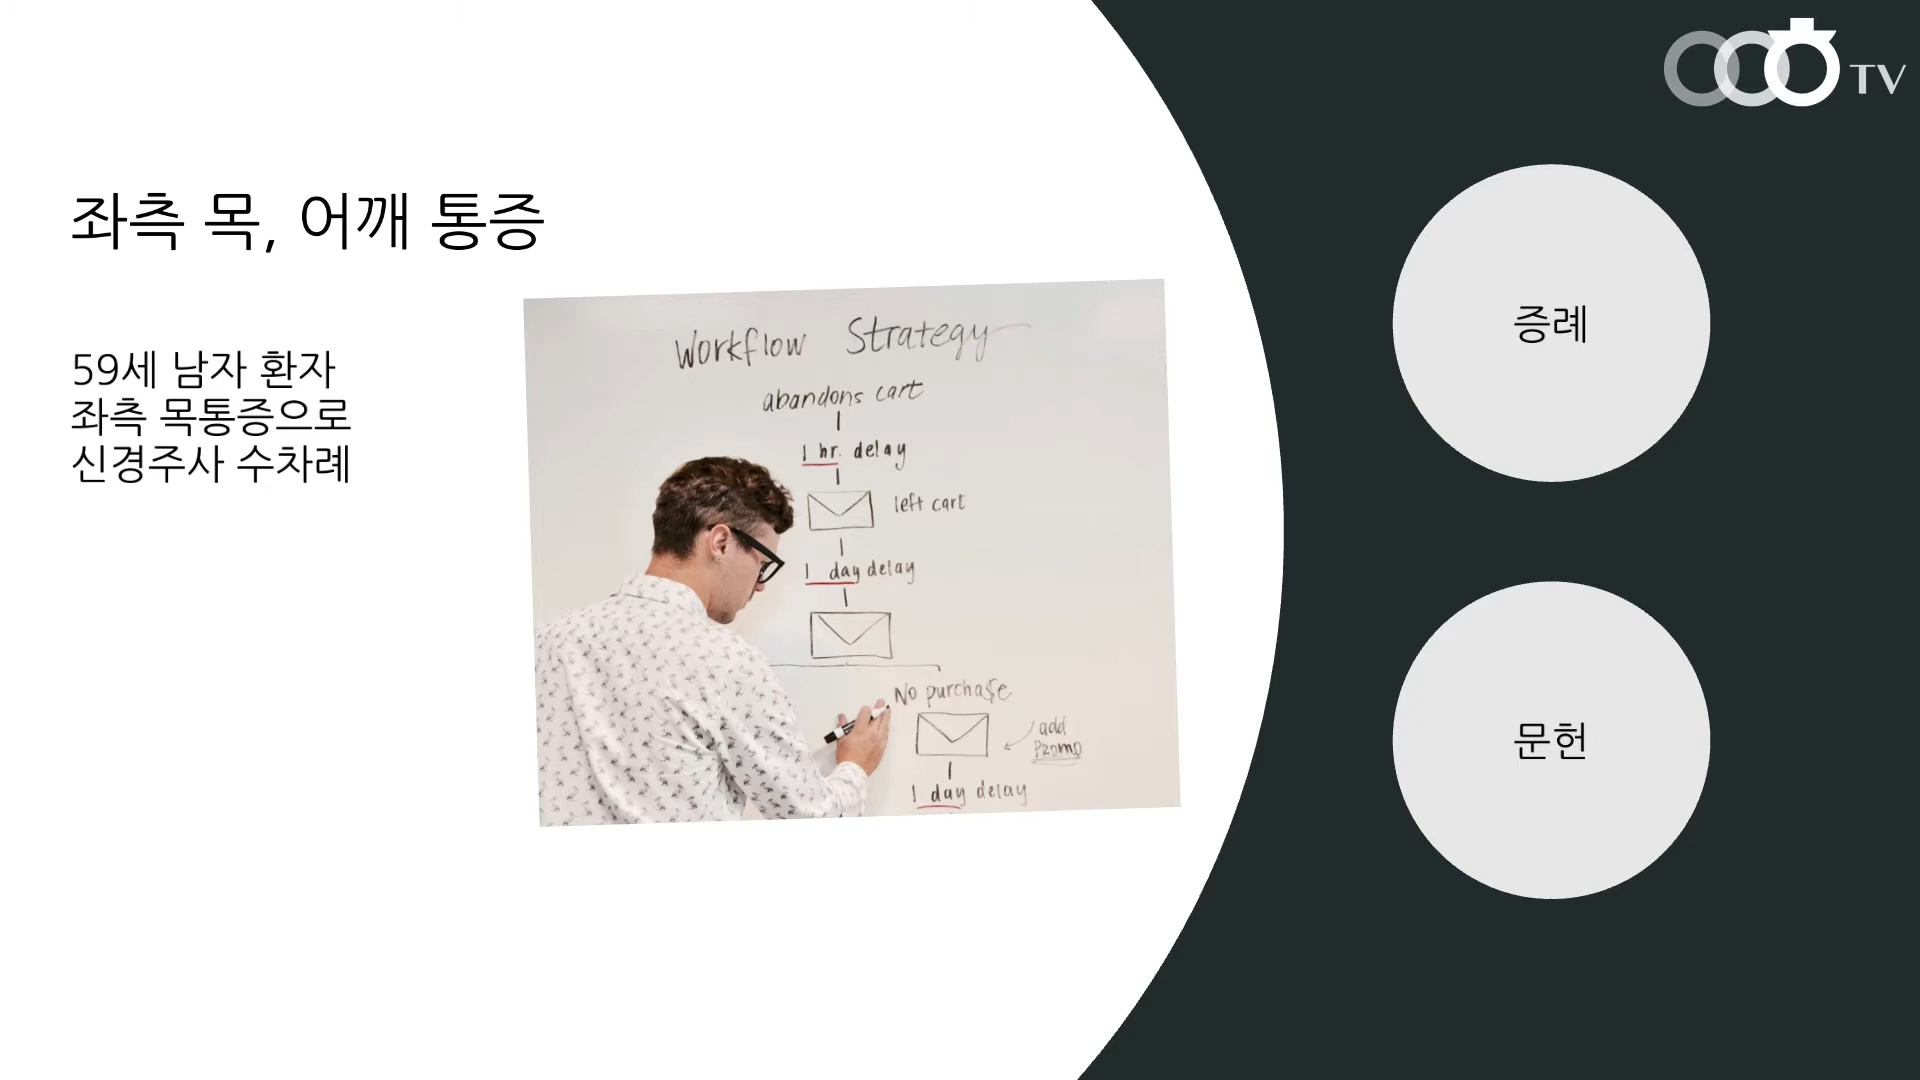 좌측 목, 어깨 통증
59세 남자 환자
좌측 목통증으로
신경주사 수차례
Workflow Strategy
abandons cart
1 hr. delay
left cart
1 day delay
No purchase
add
Promo
1 day delay
증례
문헌
TV